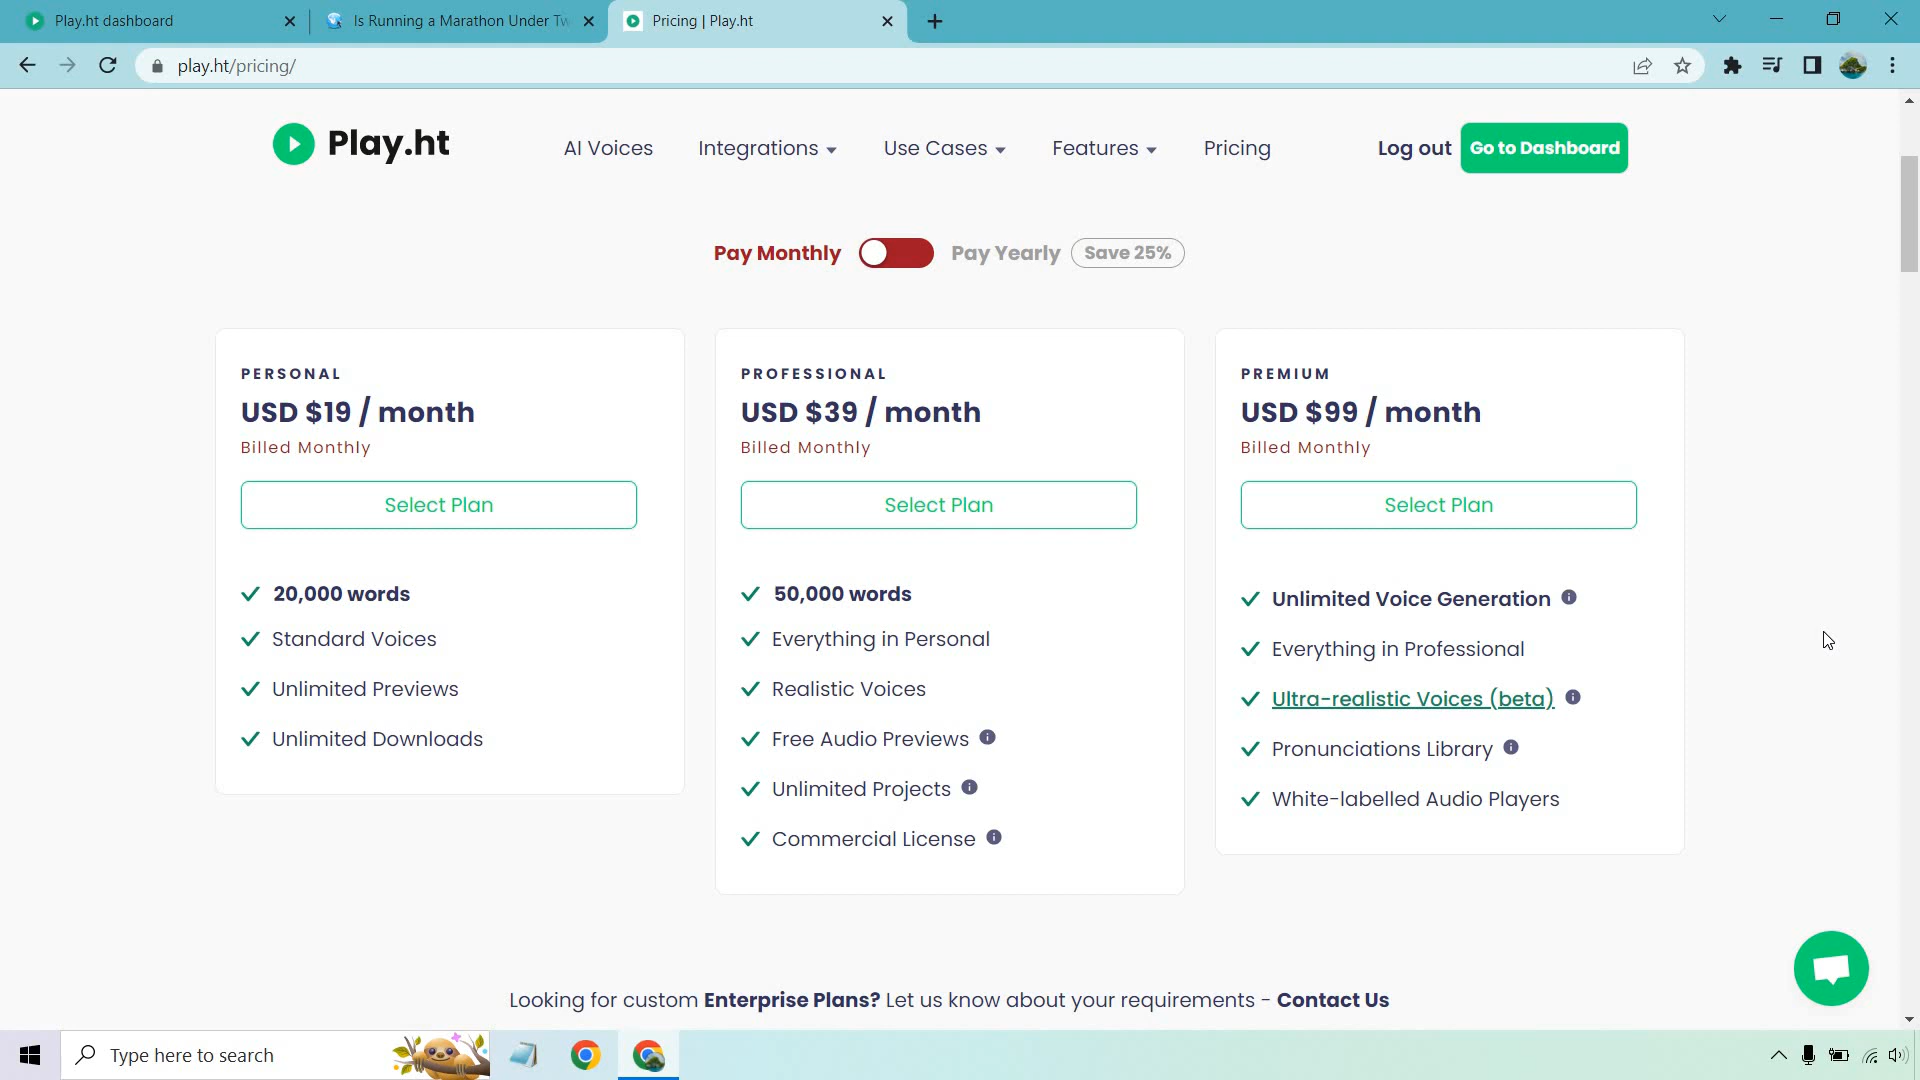 Play.ht dashboard
Is Running a Marathon Under Tw
Pricing | Play.ht
play.ht/pricing/
Play.ht
AI Voices
Integrations
Use Cases
Features
Pricing
Log out
Go to Dashboard
Pay Monthly
Pay Yearly
Save 25%
PERSONAL
USD $19 / month
Billed Monthly
Select Plan
20,000 words
Standard Voices
Unlimited Previews
Unlimited Downloads
PROFESSIONAL
USD $39 / month
Billed Monthly
Select Plan
50,000 words
Everything in Personal
Realistic Voices
Free Audio Previews
Unlimited Projects
Commercial License
PREMIUM
USD $99 / month
Billed Monthly
Select Plan
Unlimited Voice Generation
Everything in Professional
Ultra-realistic Voices (beta)
Pronunciations Library
White-labelled Audio Players
Looking for custom Enterprise Plans? Let us know about your requirements - Contact Us
Type here to search